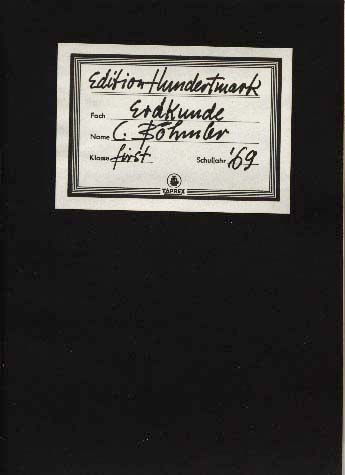 Edition Hundertmark
Fach Erdkunde
Name C. Böhmler
Klasse first Schuljahr '69
TAPREX